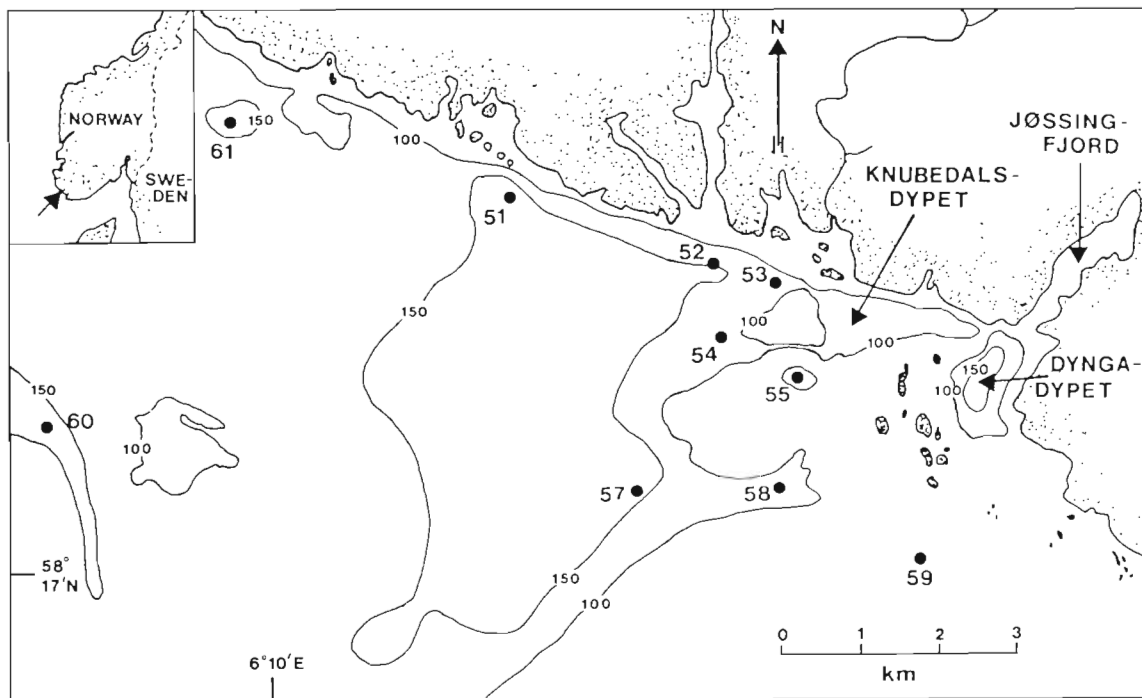 NORWAY
SWE-
DEN
150
61
100
51
52
53
N
JØSSING-
FJORD
KNUBEDALS-
DYPET
150
100
54
100
150
DYNGA-
DYPET
100
55
150
60
100
57
58
58°
17'N
150
100
59
0 1 2 3
km
6°10'E